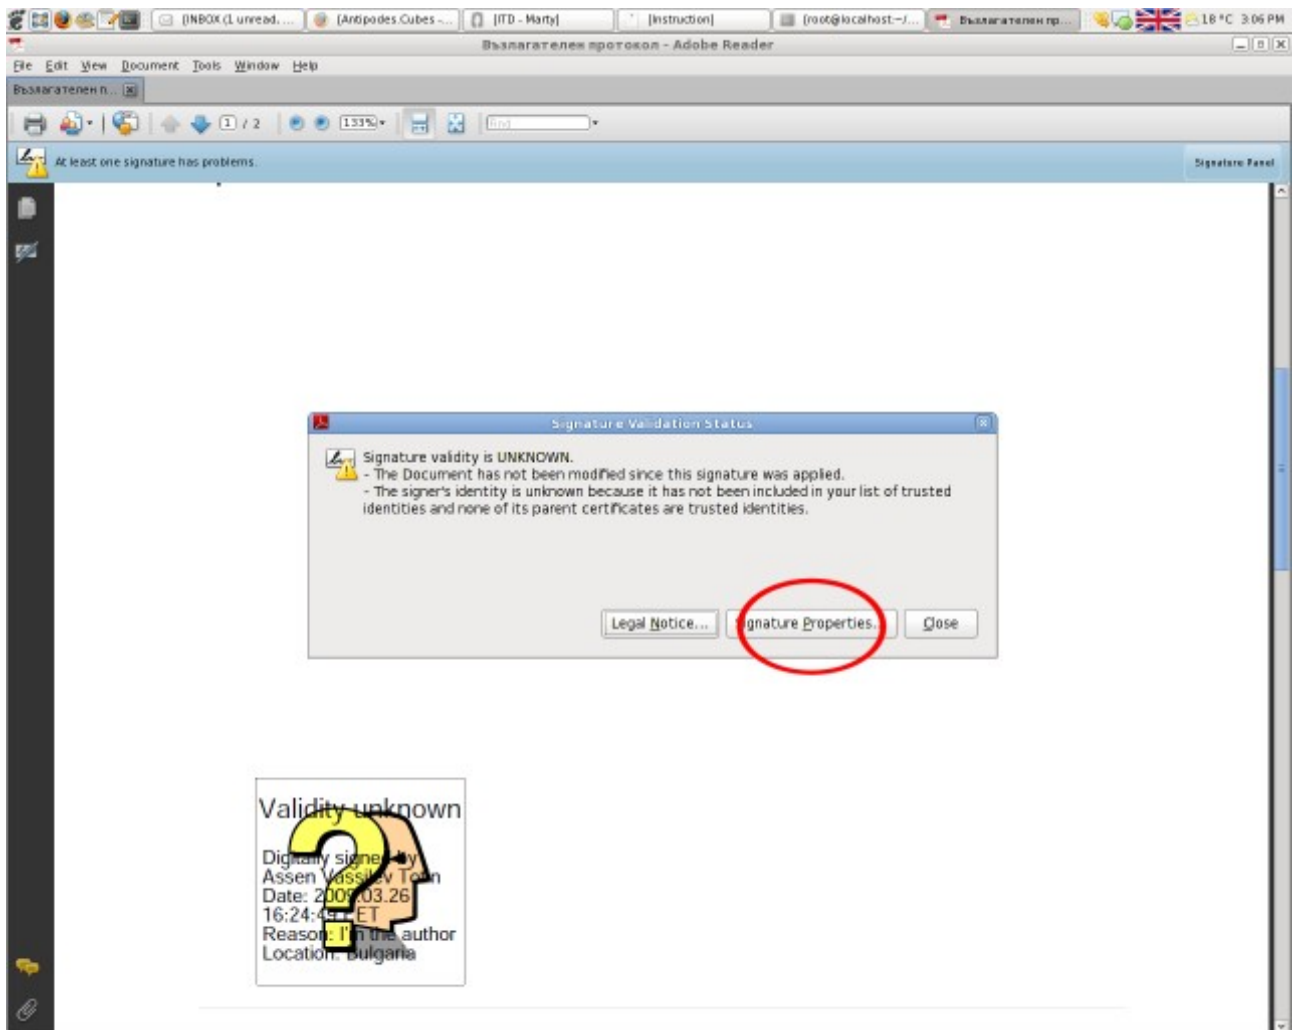 (INBOX (1 unread, ...
(Antipodes.Cubes -...
[ITD - Marty]
[Instruction]
(root@localhost:~/...
Възлагателен пр...
18 °C 3:06 PM
Възлагателен протокол - Adobe Reader
File Edit View Document Tools Window Help
Възлагателен п...
1 / 2
133%
Find
At least one signature has problems.
Signature Panel
Signature Validation Status
Signature validity is UNKNOWN.
- The Document has not been modified since this signature was applied.
- The signer's identity is unknown because it has not been included in your list of trusted
identities and none of its parent certificates are trusted identities.
Legal Notice...
Signature Properties...
Close
Validity unknown
Digitally signed by
Assen Vassilev
Date: 2009.03.26
16:24:49
Reason: I'm the author
Location: Bulgaria